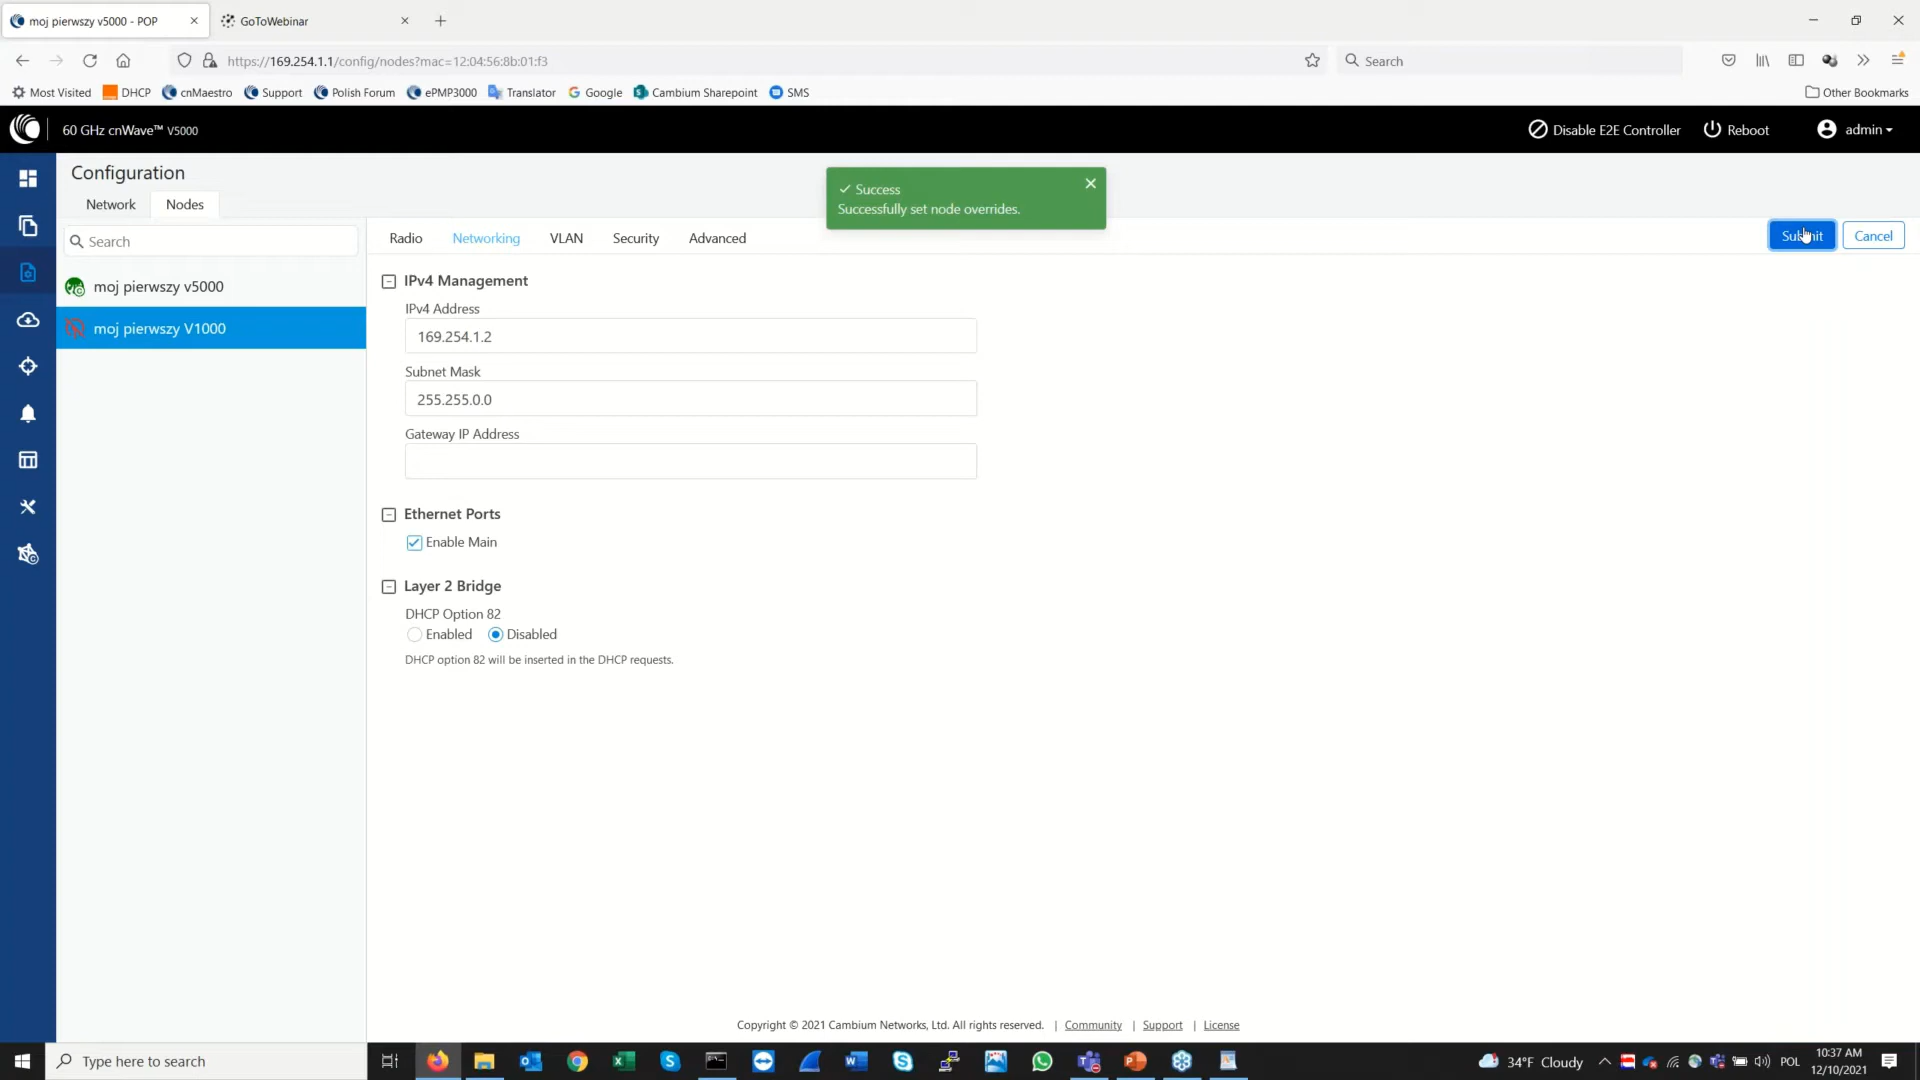 moj pierwszy v5000 - POP
GoToWebinar
https://169.254.1.1/config/nodes?mac=12:04:56:8b:01:f3
Search
Most Visited
DHCP
cnMaestro
Support
Polish Forum
ePMP3000
Translator
Google
Cambium Sharepoint
SMS
Other Bookmarks
60 GHz cnWave™ V5000
Disable E2E Controller
Reboot
admin
Configuration
Network
Nodes
Success
Successfully set node overrides.
Search
moj pierwszy v5000
moj pierwszy V1000
Radio
Networking
VLAN
Security
Advanced
Submit
Cancel
IPv4 Management
IPv4 Address
169.254.1.2
Subnet Mask
255.255.0.0
Gateway IP Address
Ethernet Ports
Enable Main
Layer 2 Bridge
DHCP Option 82
Enabled
Disabled
DHCP option 82 will be inserted in the DHCP requests.
Copyright © 2021 Cambium Networks, Ltd. All rights reserved. | Community | Support | License
Type here to search
34°F Cloudy
POL
10:37 AM
12/10/2021